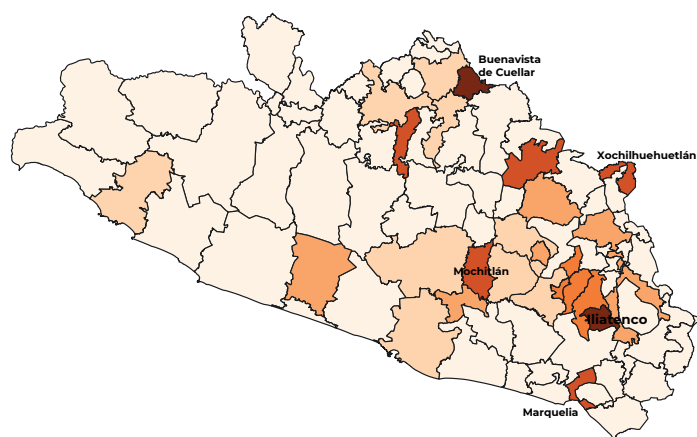 Buenavista
de Cuellar
Xochilhuehuetlán
Mochitlán
Iliatenco
Marquelia